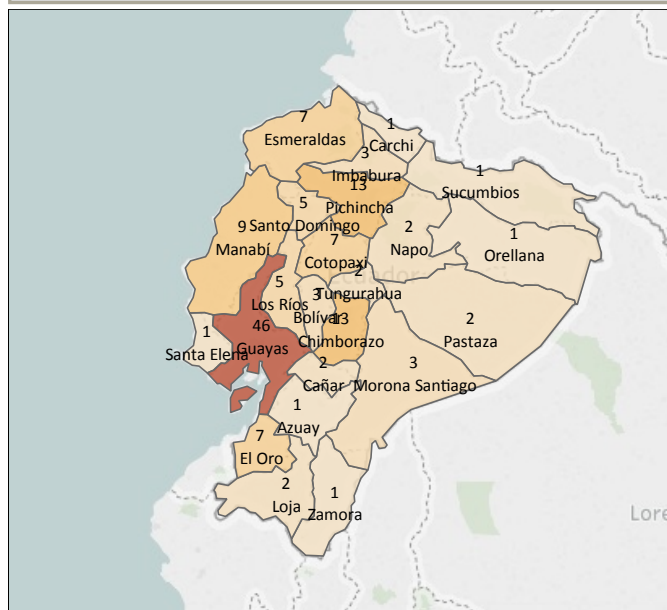 7
Esmeraldas
1
Carchi
3
Imbabura
1
Sucumbios
13
Pichincha
5
Santo Domingo
9
Manabí
2
Napo
1
Orellana
7
Cotopaxi
Ecuador
2
Tungurahua
5
Los Ríos
3
Bolívar
13
Chimborazo
46
Guayas
1
Santa Elena
2
Pastaza
3
Morona Santiago
2
Cañar
1
Azuay
7
El Oro
2
Loja
1
Zamora
Lore